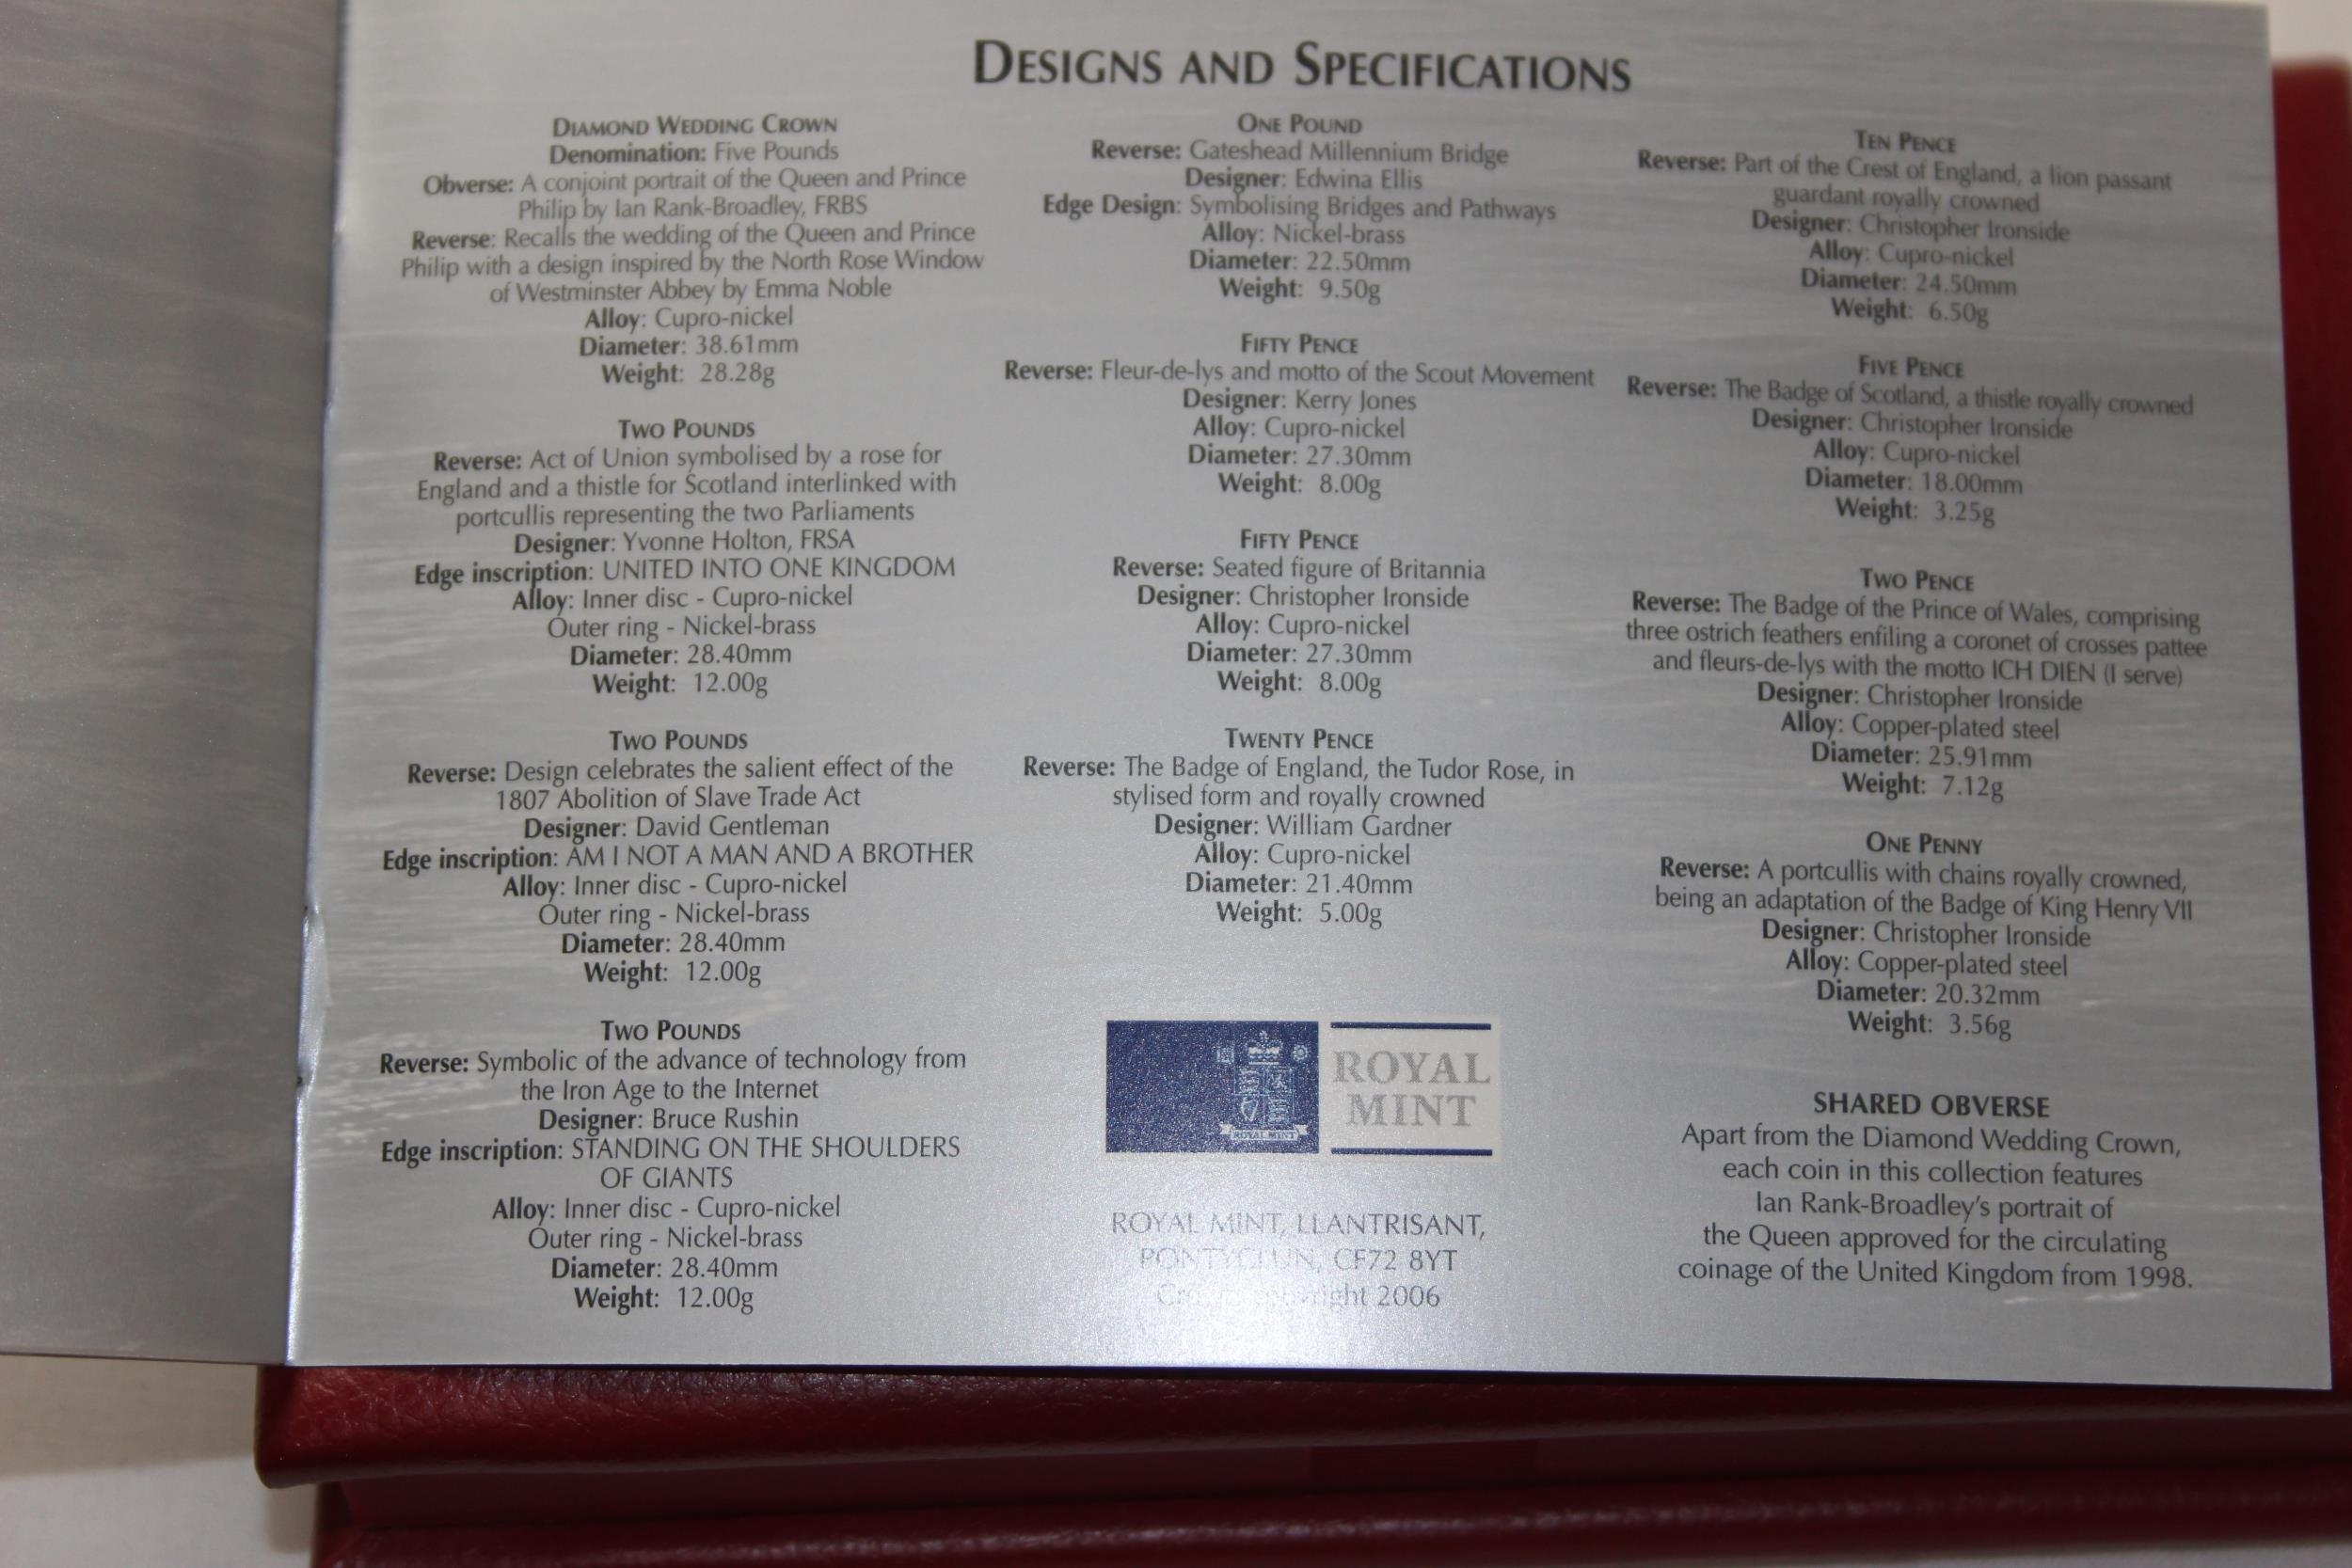 DESIGNS AND SPECIFICATIONS
DIAMOND WEDDING CROWN
Denomination: Five Pounds
Obverse: A conjoint portrait of the Queen and Prince
Philip by Ian Rank-Broadley, FRBS
Reverse: Recalls the wedding of the Queen and Prince
Philip with a design inspired by the North Rose Window
of Westminster Abbey by Emma Noble
Alloy: Cupro-nickel
Diameter: 38.61mm
Weight: 28.28g
TWO POUNDS
Reverse: Act of Union symbolised by a rose for
England and a thistle for Scotland interlinked with
portcullis representing the two Parliaments
Designer: Yvonne Holton, FRSA
Edge inscription: UNITED INTO ONE KINGDOM
Alloy: Inner disc - Cupro-nickel
Outer ring - Nickel-brass
Diameter: 28.40mm
Weight: 12.00g
TWO POUNDS
Reverse: Design celebrates the salient effect of the
1807 Abolition of Slave Trade Act
Designer: David Gentleman
Edge inscription: AM I NOT A MAN AND A BROTHER
Alloy: Inner disc - Cupro-nickel
Outer ring - Nickel-brass
Diameter: 28.40mm
Weight: 12.00g
TWO POUNDS
Reverse: Symbolic of the advance of technology from
the Iron Age to the Internet
Designer: Bruce Rushin
Edge inscription: STANDING ON THE SHOULDERS
OF GIANTS
Alloy: Inner disc - Cupro-nickel
Outer ring - Nickel-brass
Diameter: 28.40mm
Weight: 12.00g
ONE POUND
Reverse: Gateshead Millennium Bridge
Designer: Edwina Ellis
Edge Design: Symbolising Bridges and Pathways
Alloy: Nickel-brass
Diameter: 22.50mm
Weight: 9.50g
FIFTY PENCE
Reverse: Fleur-de-lys and motto of the Scout Movement
Designer: Kerry Jones
Alloy: Cupro-nickel
Diameter: 27.30mm
Weight: 8.00g
FIFTY PENCE
Reverse: Seated figure of Britannia
Designer: Christopher Ironside
Alloy: Cupro-nickel
Diameter: 27.30mm
Weight: 8.00g
TWENTY PENCE
Reverse: The Badge of England, the Tudor Rose, in
stylised form and royally crowned
Designer: William Gardner
Alloy: Cupro-nickel
Diameter: 21.40mm
Weight: 5.00g
ROYAL MINT
ROYAL
MINT
ROYAL MINT, LLANTRISANT,
PONTYCLUN, CF72 8YT
2006
TEN PENCE
Reverse: Part of the Crest of England, a lion passant
guardant royally crowned
Designer: Christopher Ironside
Alloy: Cupro-nickel
Diameter: 24.50mm
Weight: 6.50g
FIVE PENCE
Reverse: The Badge of Scotland, a thistle royally crowned
Designer: Christopher Ironside
Alloy: Cupro-nickel
Diameter: 18.00mm
Weight: 3.25g
TWO PENCE
Reverse: The Badge of the Prince of Wales, comprising
three ostrich feathers enfiling a coronet of crosses pattee
and fleurs-de-lys with the motto ICH DIEN (I serve)
Designer: Christopher Ironside
Alloy: Copper-plated steel
Diameter: 25.91mm
Weight: 7.12g
ONE PENNY
Reverse: A portcullis with chains royally crowned,
being an adaptation of the Badge of King Henry VII
Designer: Christopher Ironside
Alloy: Copper-plated steel
Diameter: 20.32mm
Weight: 3.56g
SHARED OBVERSE
Apart from the Diamond Wedding Crown,
each coin in this collection features
Ian Rank-Broadley's portrait of
the Queen approved for the circulating
coinage of the United Kingdom from 1998.